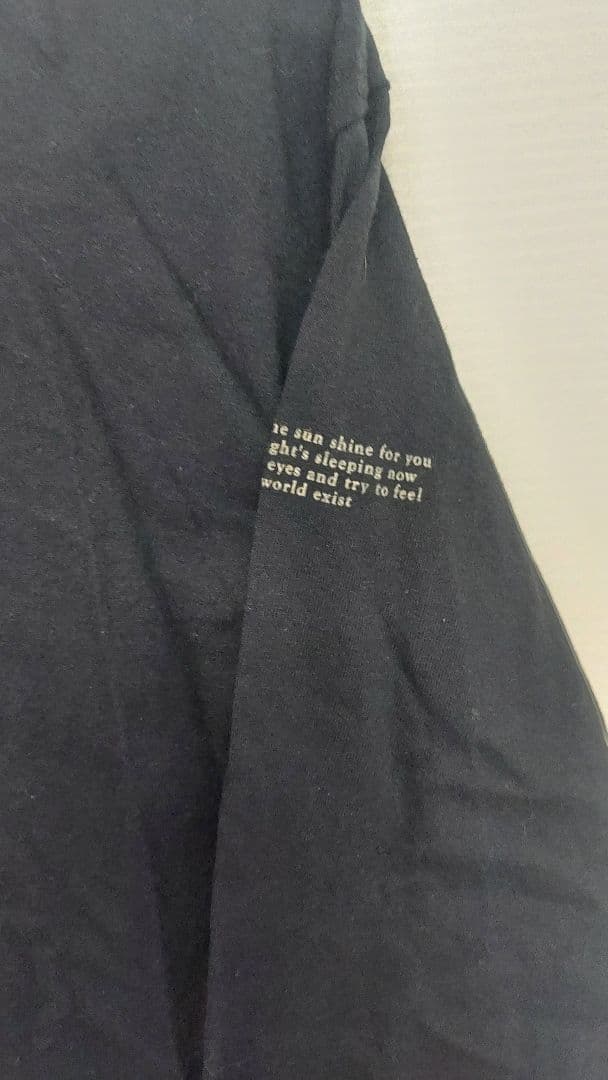 sun shine for you
sleeping now
eyes and try to feel
world exist